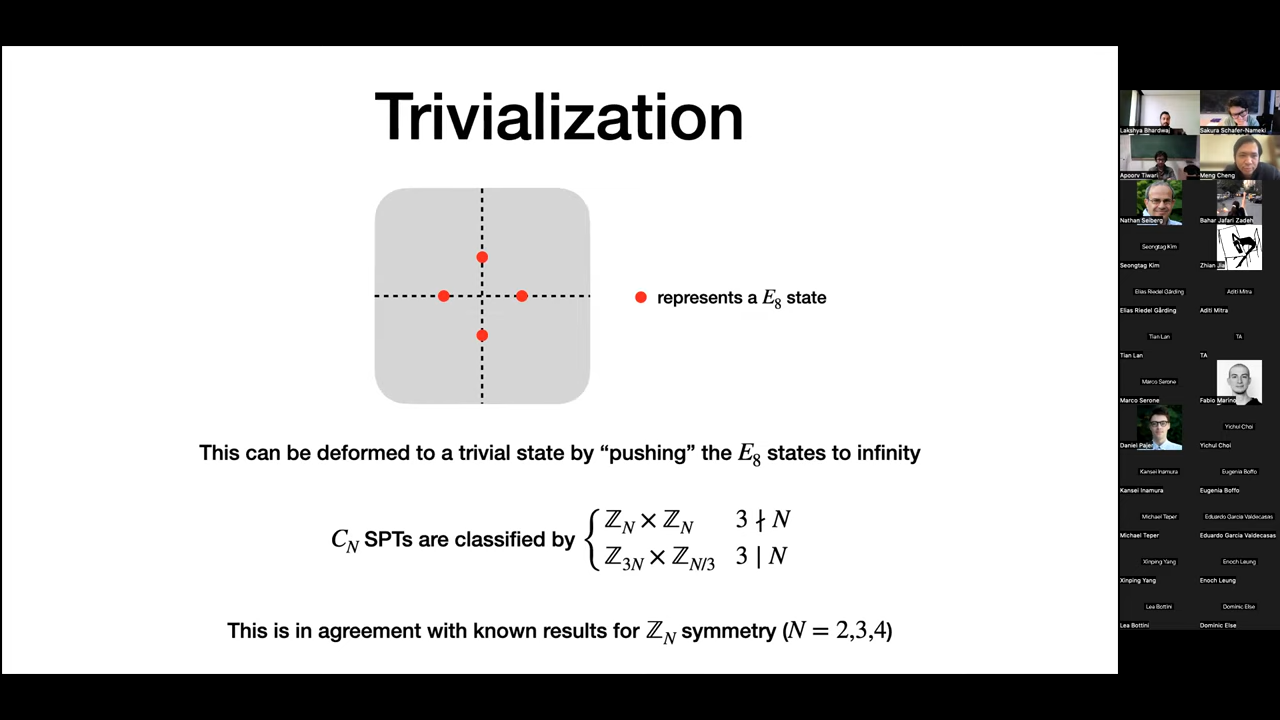 Trivialization
represents a E₈ state
This can be deformed to a trivial state by “pushing” the E₈ states to infinity
C_N SPTs are classified by { ℤ_N × ℤ_N 3 ∤ N
ℤ_{3N} × ℤ_{N/3} 3 | N
This is in agreement with known results for ℤ_N symmetry (N = 2,3,4)
Lakshya Bhardwaj
Sakura Schafer-Nameki
Apoorv Tiwari
Meng Cheng
Nathan Seiberg
Bahar Jafari Zadeh
Seongtag Kim
Seongtag Kim
Zhian Jia
Elias Riedel Gårding
Aditi Mitra
Elias Riedel Gårding
Aditi Mitra
Tian Lan
TA
Tian Lan
TA
Marco Serone
Marco Serone
Fabio Marino
Yichul Choi
Daniel Pajer
Yichul Choi
Kansei Inamura
Eugenia Boffo
Kansei Inamura
Eugenia Boffo
Michael Teper
Eduardo Garcia Valdecasas
Michael Teper
Eduardo Garcia Valdecasas
Xinping Yang
Enoch Leung
Xinping Yang
Enoch Leung
Lea Bottini
Dominic Else
Lea Bottini
Dominic Else